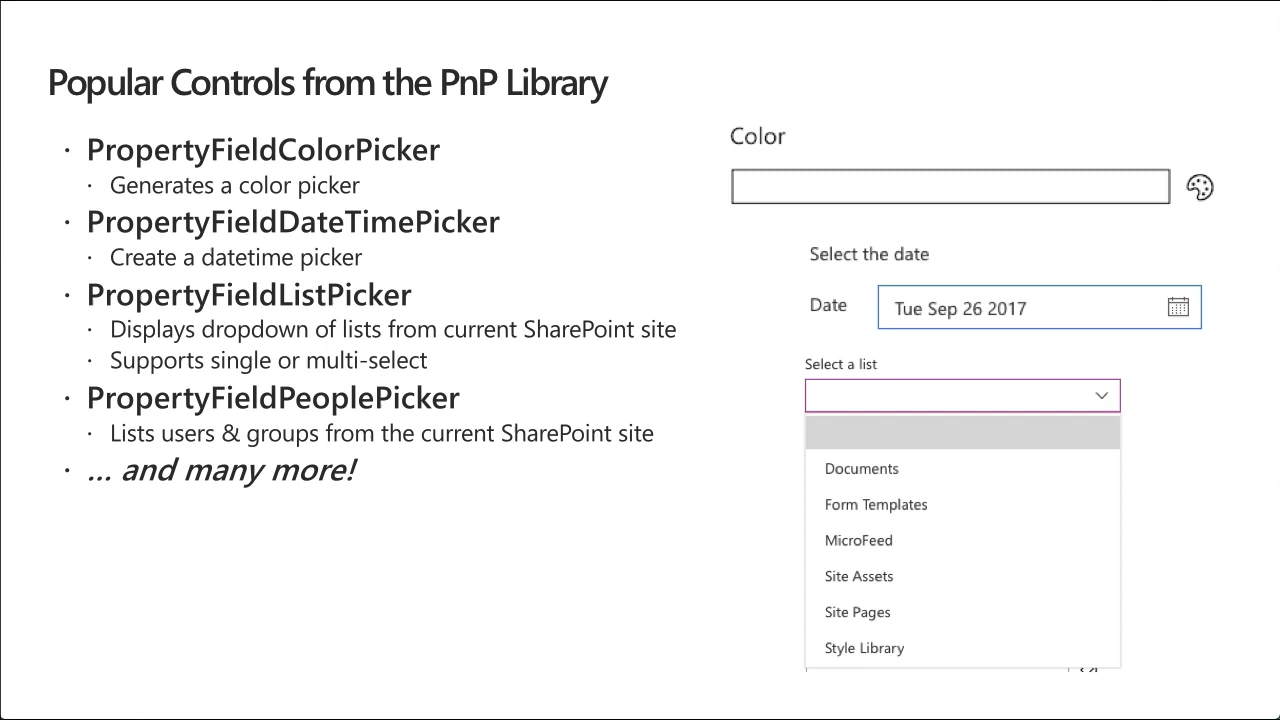 Popular Controls from the PnP Library
· PropertyFieldColorPicker
· Generates a color picker
· PropertyFieldDateTimePicker
· Create a datetime picker
· PropertyFieldListPicker
· Displays dropdown of lists from current SharePoint site
· Supports single or multi-select
· PropertyFieldPeoplePicker
· Lists users & groups from the current SharePoint site
· ... and many more!
Color
Select the date
Date
Tue Sep 26 2017
Select a list
Documents
Form Templates
MicroFeed
Site Assets
Site Pages
Style Library